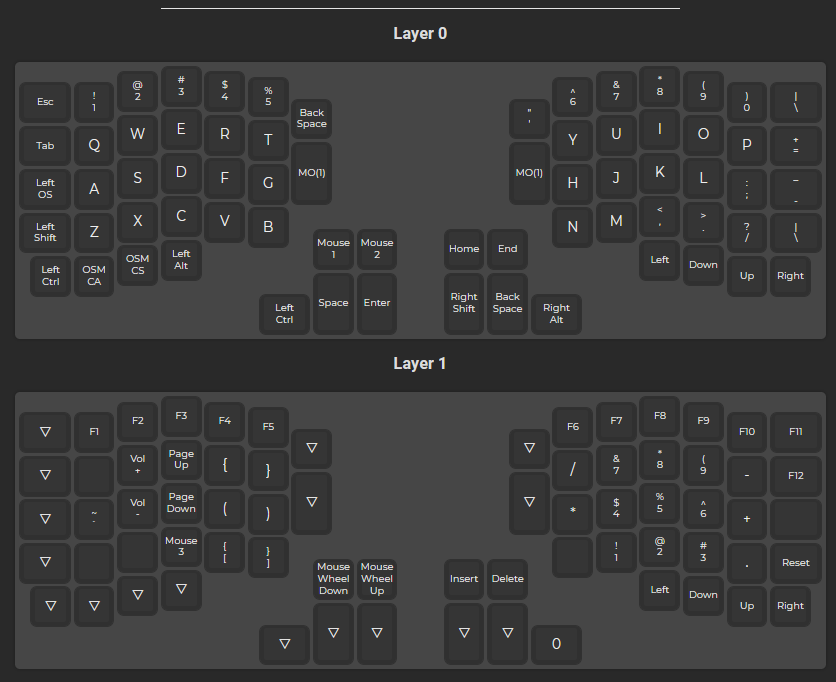 Layer 0
Esc
!
1
@
2
#
3
$
4
%
5
Back
Space
"
'
^
6
&
7
*
8
(
9
)
0
|
\
Tab
Q
W
E
R
T
MO(1)
MO(1)
Y
U
I
O
P
+
=
Left
OS
A
S
D
F
G
H
J
K
L
:
;
_
-
Left
Shift
Z
X
C
V
B
N
M
<
,
>
.
?
/
|
\
Left
Ctrl
OSM
CA
OSM
CS
Left
Alt
Mouse
1
Mouse
2
Home
End
Left
Down
Up
Right
Left
Ctrl
Space
Enter
Right
Shift
Back
Space
Right
Alt
Layer 1
▽
F1
F2
F3
F4
F5
▽
▽
F6
F7
F8
F9
F10
F11
▽
Vol
+
Page
Up
{
}
▽
▽
/
&
7
*
8
(
9
-
F12
▽
~
`
Vol
-
Page
Down
(
)
*
$
4
%
5
^
6
+
▽
Mouse
3
{
[
}
]
!
1
@
2
#
3
.
Reset
▽
▽
▽
▽
Mouse
Wheel
Down
Mouse
Wheel
Up
Insert
Delete
Left
Down
Up
Right
▽
▽
▽
▽
▽
0